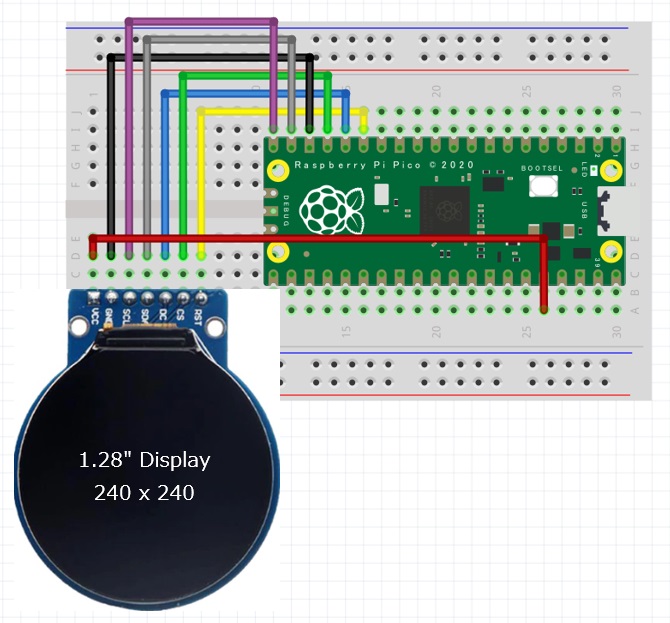 1
15
20
25
30
J
I
H
G
F
J
I
H
G
F
Raspberry Pi Pico © 2020
BOOTSEL
LED
USB
DEBUG
2
1
39
E
D
C
E
D
C
B
A
15
20
25
30
VCC
GND
SCL
SDA
DC
CS
RST
1.28" Display
240 x 240